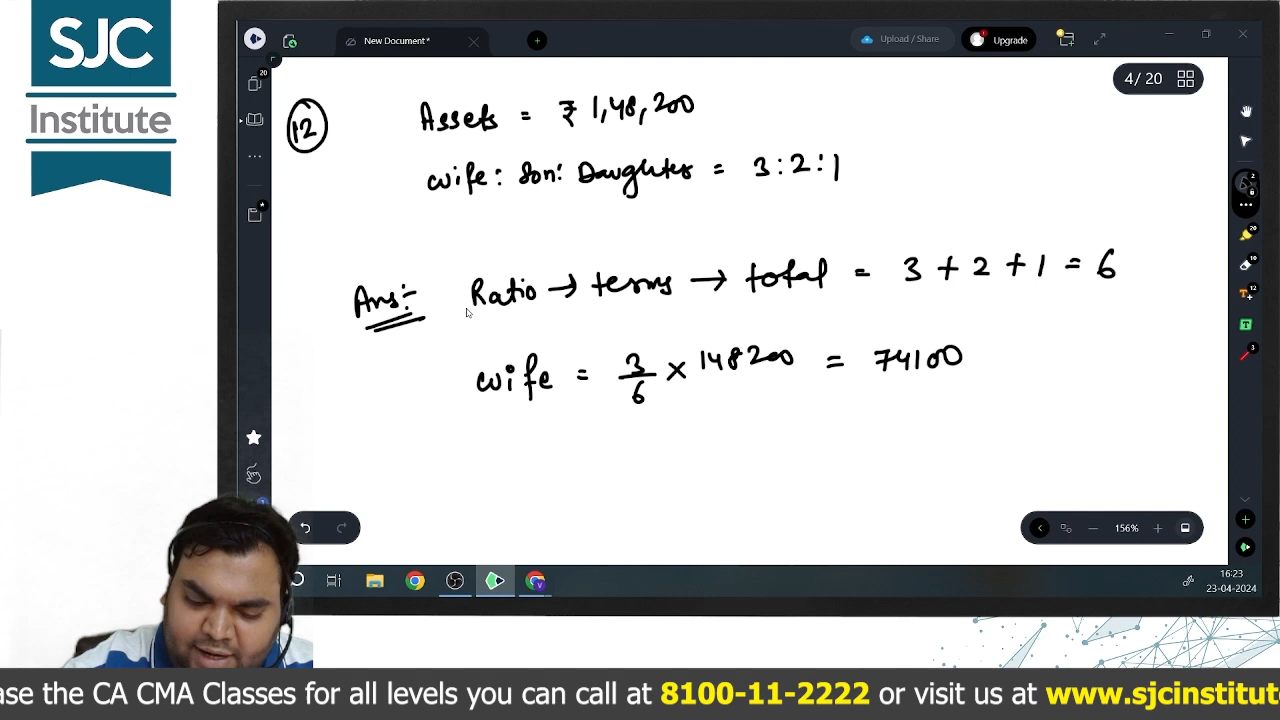 SJC
Institute
New Document*
Upload / Share
Upgrade
4/20
12
Assets = ₹ 1,48,200
wife : Son : Daughter = 3:2:1
Ans:- Ratio → terms → total = 3 + 2 + 1 = 6
wife = 3/6 × 148200 = 74100
156%
16:23
23-04-2024
ase the CA CMA Classes for all levels you can call at 8100-11-2222 or visit us at www.sjcinstitut